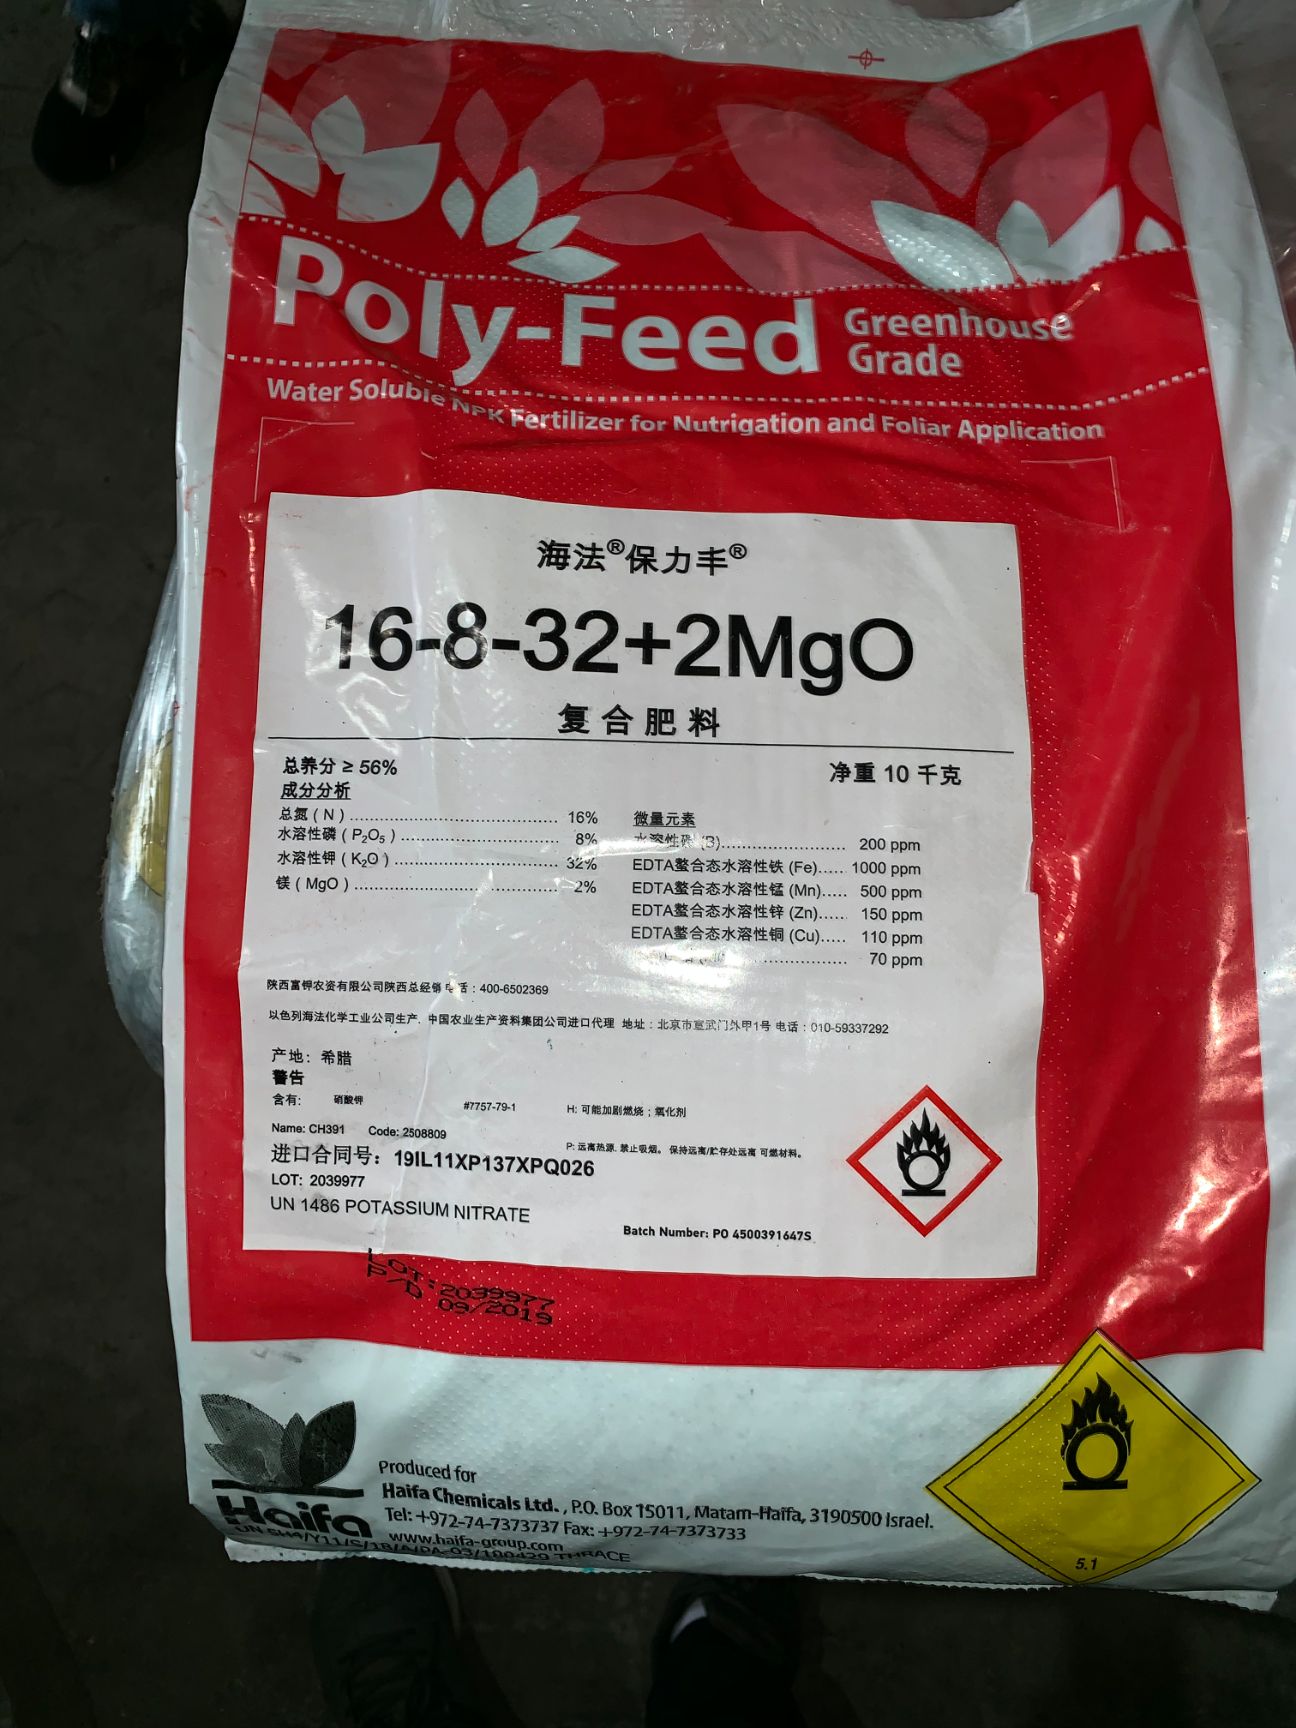 Poly-Feed Greenhouse Grade
Water Soluble NPK Fertilizer for Nutrigation and Foliar Application
海法®保力丰®
16-8-32+2MgO
复合肥料
总养分 ≥ 56%
净重 10 千克
成分分析
总氮 ( N ) ........................................ 16%
水溶性磷 ( P₂O₅ ) ............................... 8%
水溶性钾 ( K₂O ) ................................ 32%
镁 ( MgO ) ........................................ 2%
微量元素
水溶性 (B)........................ 200 ppm
EDTA螯合态水溶性铁 (Fe)...... 1000 ppm
EDTA螯合态水溶性锰 (Mn)..... 500 ppm
EDTA螯合态水溶性锌 (Zn)...... 150 ppm
EDTA螯合态水溶性铜 (Cu)..... 110 ppm
................ 70 ppm
陕西富钾农资有限公司陕西总经销 电话：400-6502369
以色列海法化学工业公司生产. 中国农业生产资料集团公司进口代理 地址：北京市宣武门外甲1号 电话：010-59337292
产地：希腊
警告
含有: 硝酸钾 #7757-79-1 H: 可能加剧燃烧；氧化剂
Name: CH391 Code: 2508809
P: 远离热源. 禁止吸烟。 保持远离/贮存处远离 可燃材料。
进口合同号：19IL11XP137XPQ026
LOT: 2039977
UN 1486 POTASSIUM NITRATE
Batch Number: PO 4500391647S
LOT:2039977
P/D 09/2019
Haifa
Produced for
Haifa Chemicals Ltd. , P.O. Box 15011, Matam-Haifa, 3190500 Israel.
Tel: +972-74-7373737 Fax: +972-74-7373733
www.haifa-group.com
THRACE
5.1